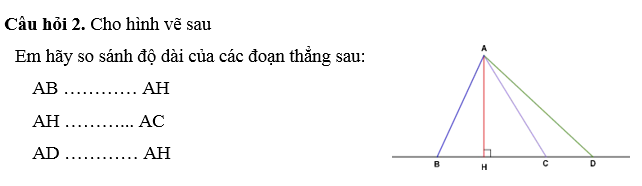 Câu hỏi 2. Cho hình vẽ sau
Em hãy so sánh độ dài của các đoạn thẳng sau:
AB ………… AH
AH ………... AC
AD ………… AH
A
B
H
C
D